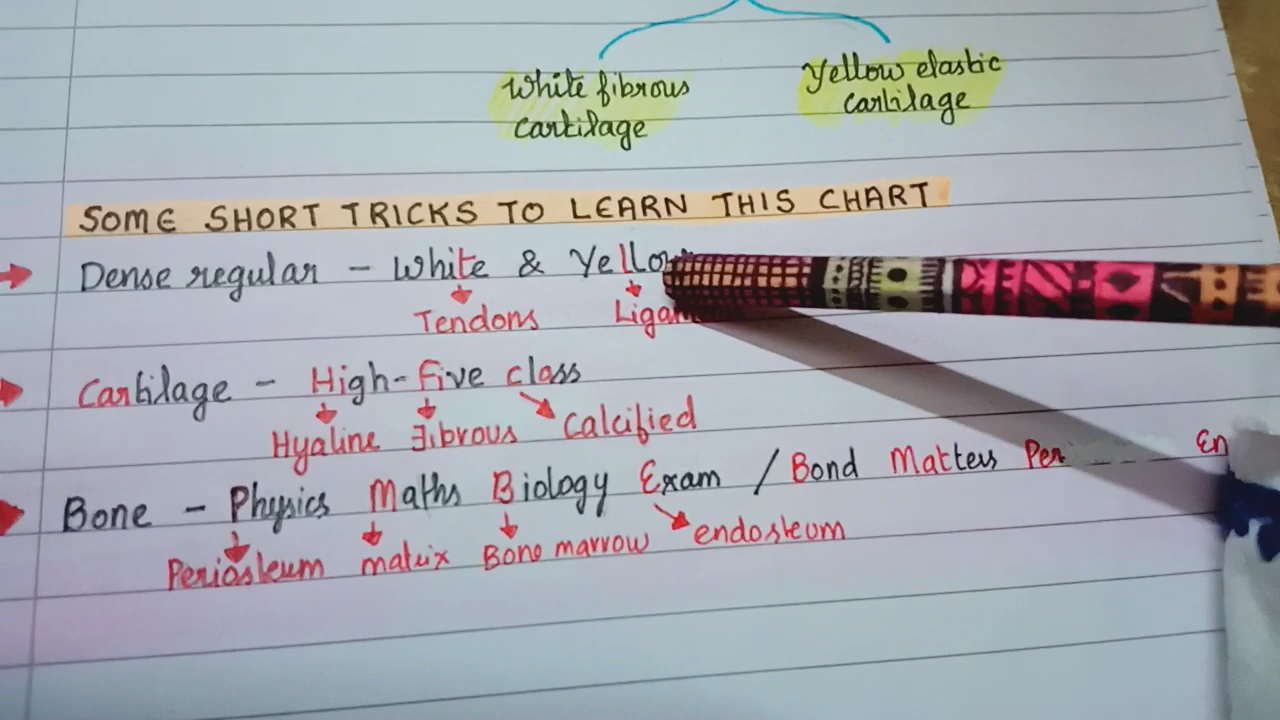 White fibrous cartilage
Yellow elastic cartilage
SOME SHORT TRICKS TO LEARN THIS CHART
Dense regular - White & Yellow
Tendons
Cartilage - High-Five class
Hyaline Fibrous Calcified
Bone - Physics Maths Biology Exam / Bond Matters
Periosteum matrix Bone marrow endosteum